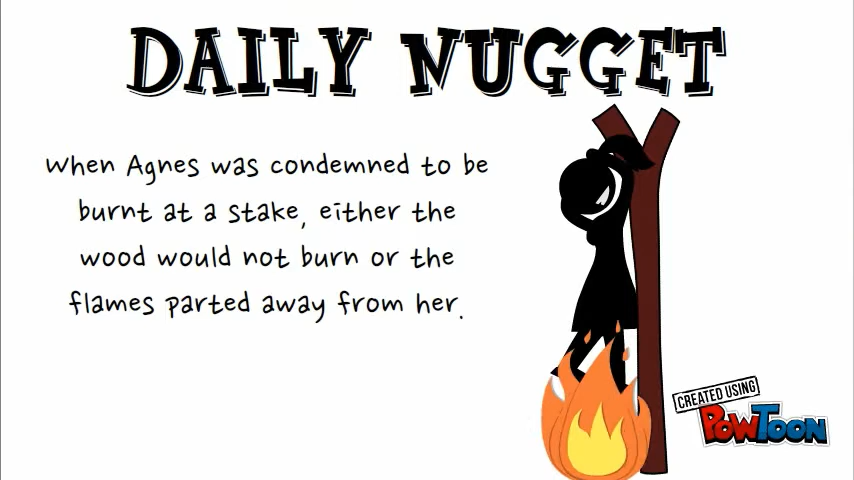 DAILY NUGGET
When Agnes was condemned to be
burnt at a stake, either the
wood would not burn or the
flames parted away from her.
CREATED USING
POWTOON